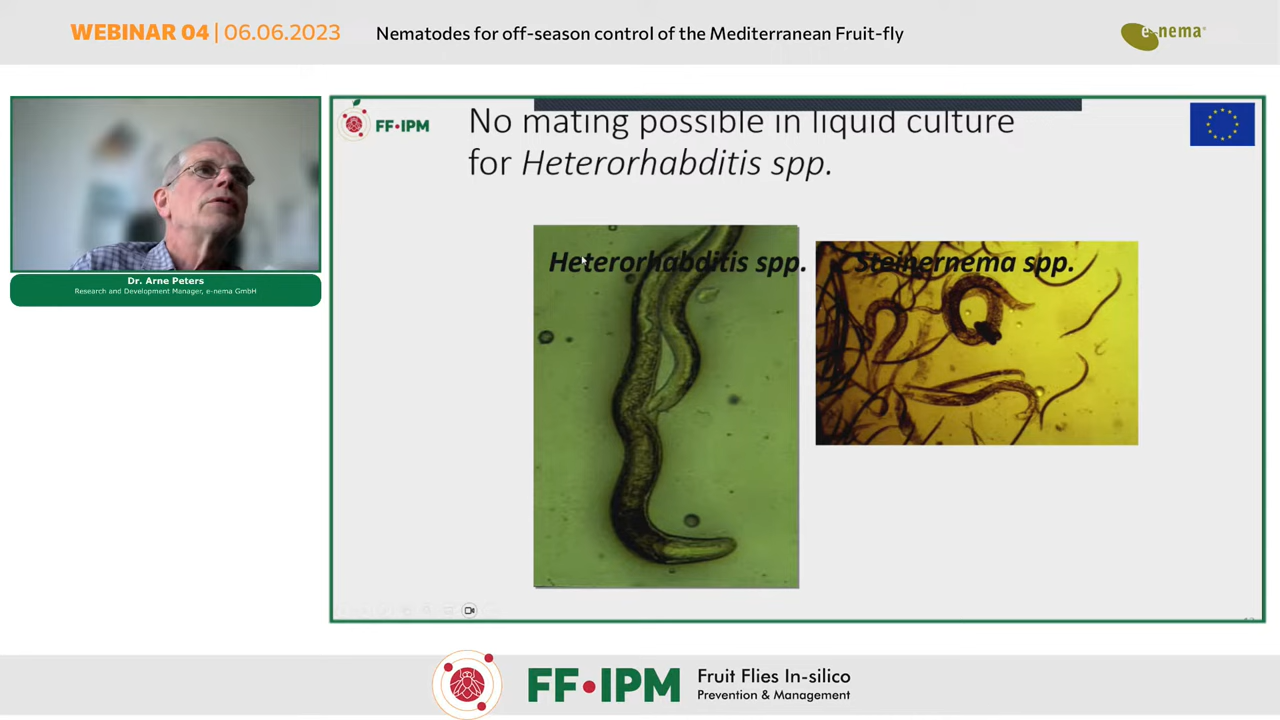 WEBINAR 04 | 06.06.2023
Nematodes for off-season control of the Mediterranean Fruit-fly
e-nema®
FF·IPM
No mating possible in liquid culture
for Heterorhabditis spp.
Heterorhabditis spp.
Steinernema spp.
Dr. Arne Peters
Research and Development Manager, e-nema GmbH
FF·IPM
Fruit Flies In-silico
Prevention & Management